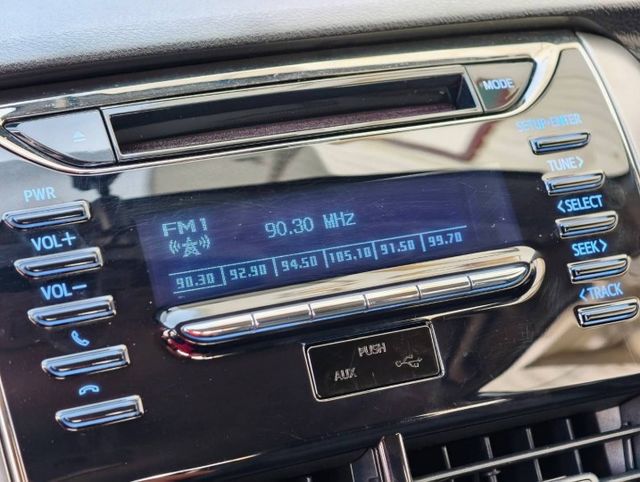 MODE
SETUP·ENTER
TUNE>
<SELECT
SEEK>
<TRACK
PWR
VOL+
VOL−
FM1
90.30 MHz
90.30 92.90 94.50 105.10 91.50 99.70
PUSH
AUX